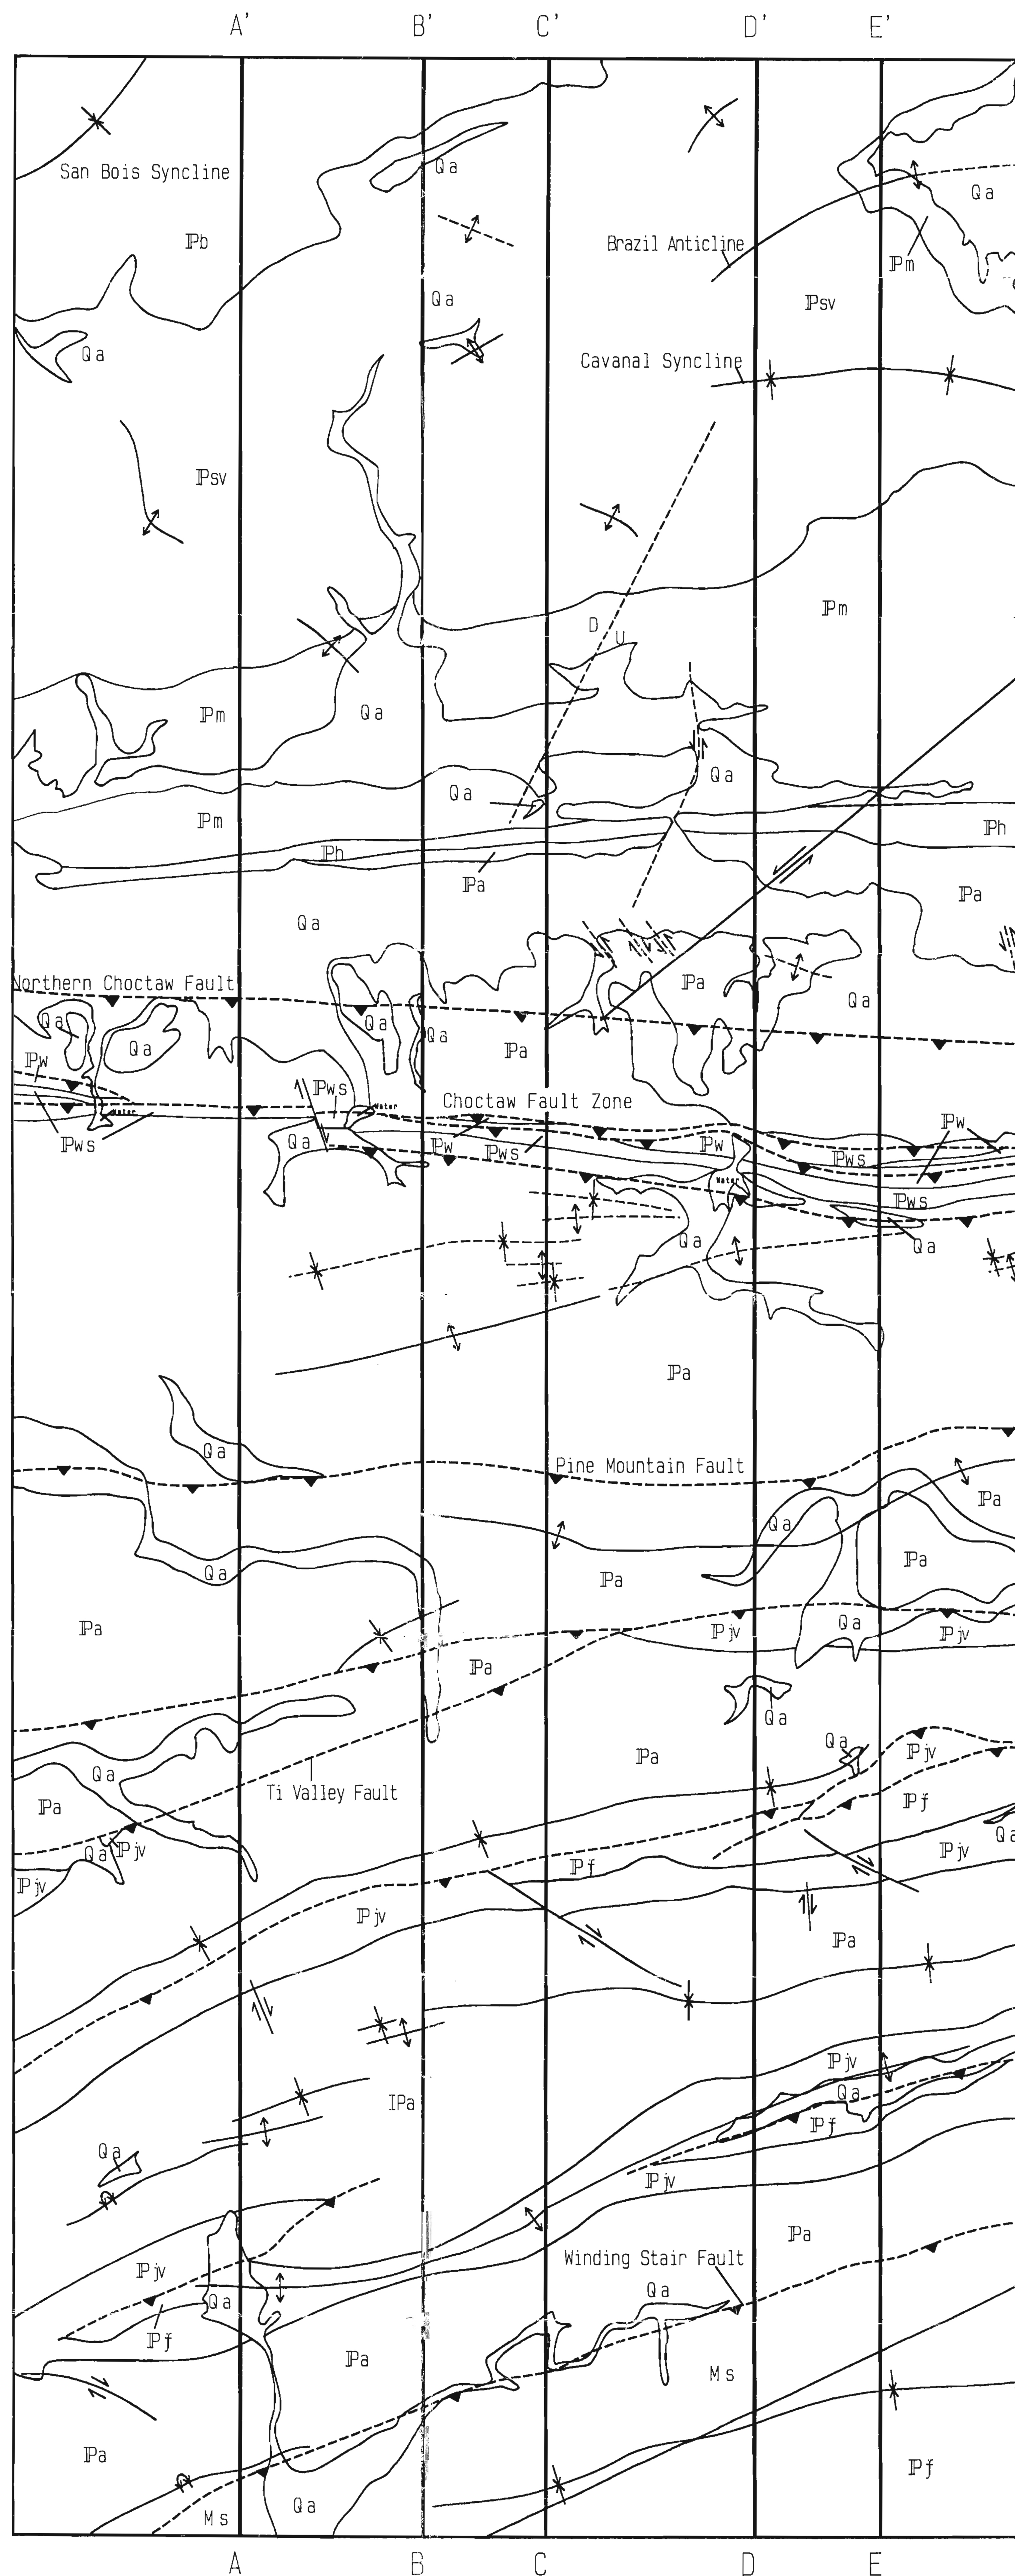 A' B' C' D' E'
San Bois Syncline
Qa
Qa
ℙb
Brazil Anticline
ℙm
Qa
ℙsv
Qa
Cavanal Syncline
ℙsv
ℙm
D U
ℙm
Qa
Qa
Qa
ℙm
ℙh
ℙh
ℙa
ℙa
Qa
Northern Choctaw Fault
ℙa
Qa
Qa
Qa
Qa
Qa
ℙa
ℙw
ℙws
Water
Choctaw Fault Zone
ℙw
Water
ℙws
Qa
ℙw
ℙws
ℙw
ℙws
Water
ℙws
Qa
Qa
ℙa
Qa
Pine Mountain Fault
ℙa
Qa
Qa
ℙa
ℙa
ℙa
Qa
ℙjv
ℙjv
ℙa
Qa
Qa
ℙjv
ℙa
Qa
Ti Valley Fault
ℙa
ℙf
Qa
Qa
ℙjv
ℙjv
ℙjv
ℙf
ℙjv
ℙa
ℙjv
IPa
Qa
ℙf
Qa
ℙjv
ℙa
Winding Stair Fault
ℙjv
Qa
Qa
ℙf
ℙa
Ms
ℙa
ℙf
Qa
Ms
A B C D E